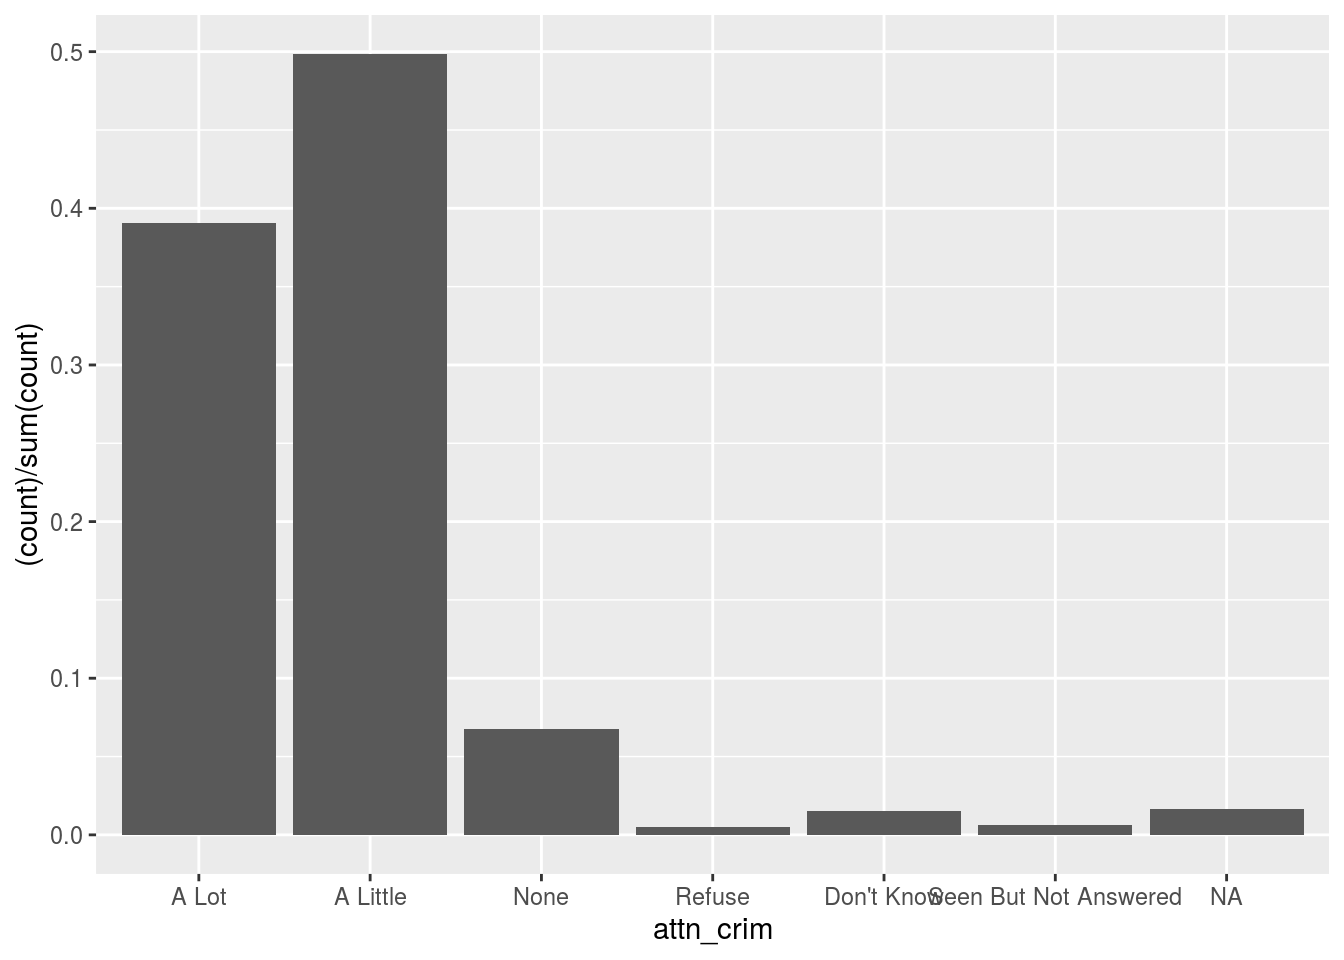 (count)/sum(count)
0.5
0.4
0.3
0.2
0.1
0.0
A Lot A Little None Refuse Don't Know Seen But Not Answered NA
attn_crim